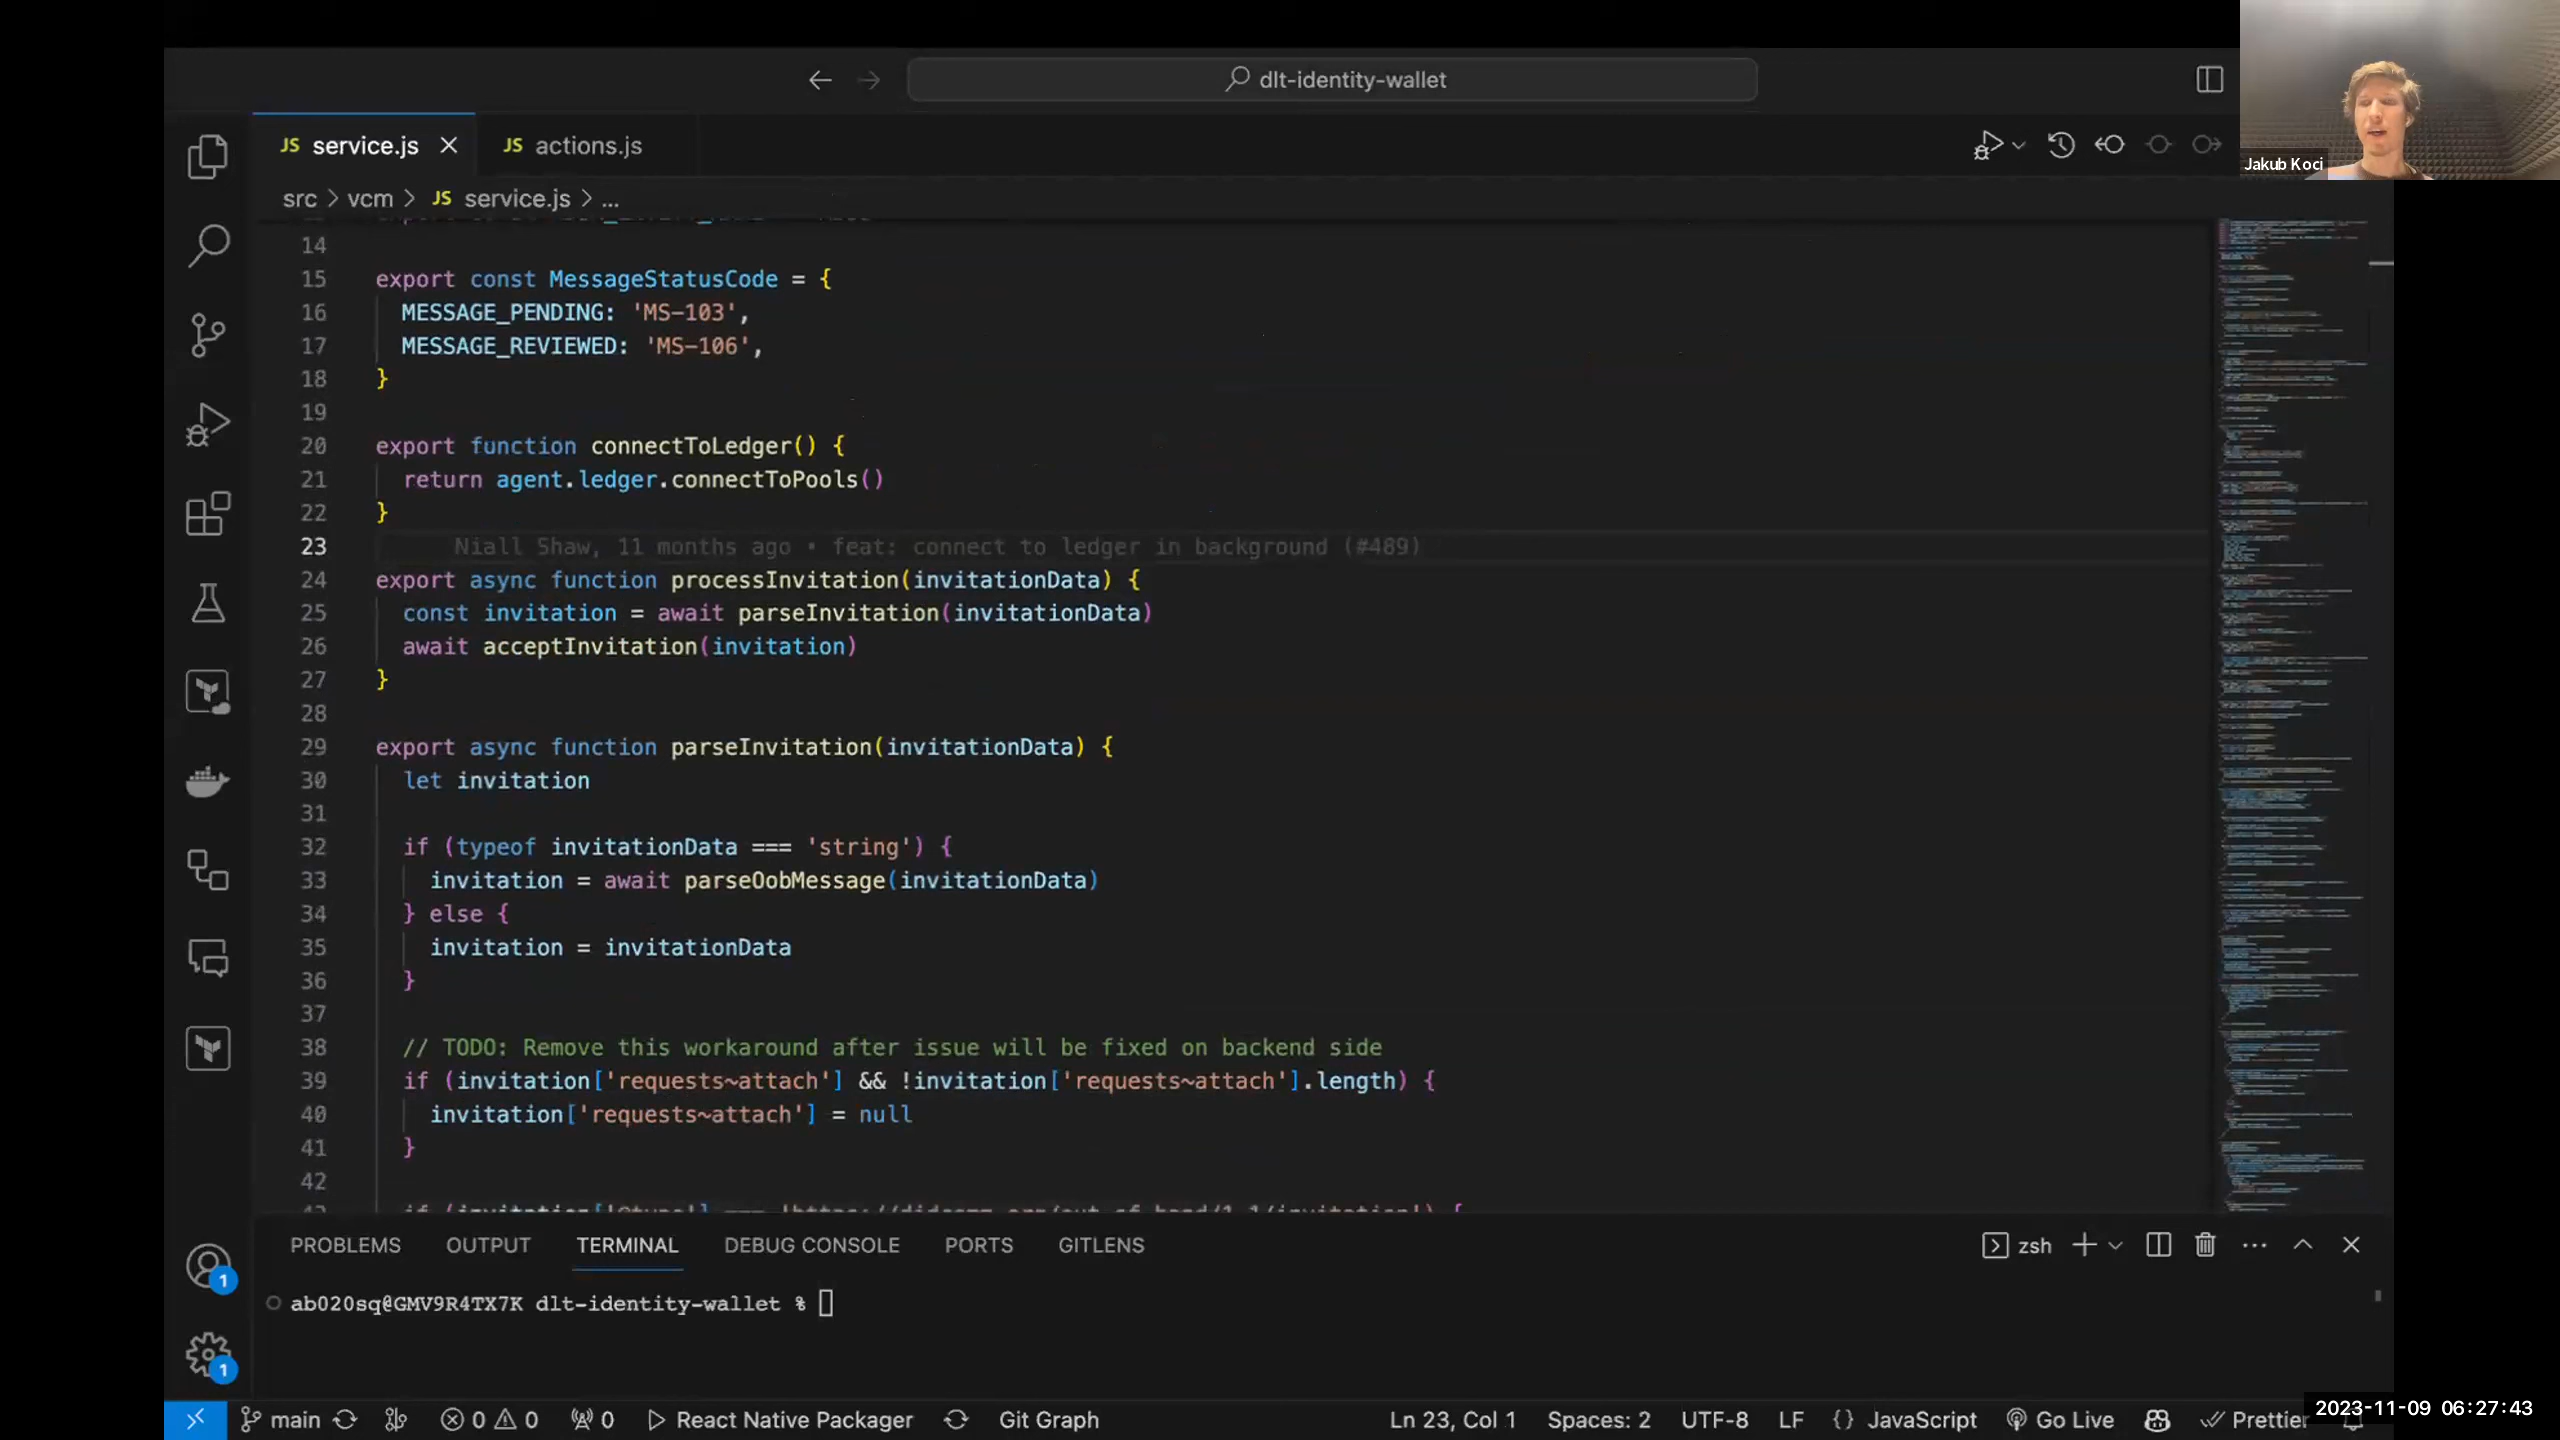 dlt-identity-wallet
Jakub Koci
JS service.js
JS actions.js
src > vcm > JS service.js > ...
14
15 export const MessageStatusCode = {
16 MESSAGE_PENDING: 'MS-103',
17 MESSAGE_REVIEWED: 'MS-106',
18 }
19
20 export function connectToLedger() {
21 return agent.ledger.connectToPools()
22 }
23 Niall Shaw, 11 months ago • feat: connect to ledger in background (#489)
24 export async function processInvitation(invitationData) {
25 const invitation = await parseInvitation(invitationData)
26 await acceptInvitation(invitation)
27 }
28
29 export async function parseInvitation(invitationData) {
30 let invitation
31
32 if (typeof invitationData === 'string') {
33 invitation = await parseOobMessage(invitationData)
34 } else {
35 invitation = invitationData
36 }
37
38 // TODO: Remove this workaround after issue will be fixed on backend side
39 if (invitation['requests~attach'] && !invitation['requests~attach'].length) {
40 invitation['requests~attach'] = null
41 }
42
PROBLEMS OUTPUT TERMINAL DEBUG CONSOLE PORTS GITLENS zsh
ab020sq@GMV9R4TX7K dlt-identity-wallet %
1
1
main 0 0 0 React Native Packager Git Graph Ln 23, Col 1 Spaces: 2 UTF-8 LF {} JavaScript Go Live Prettier
2023-11-09 06:27:43